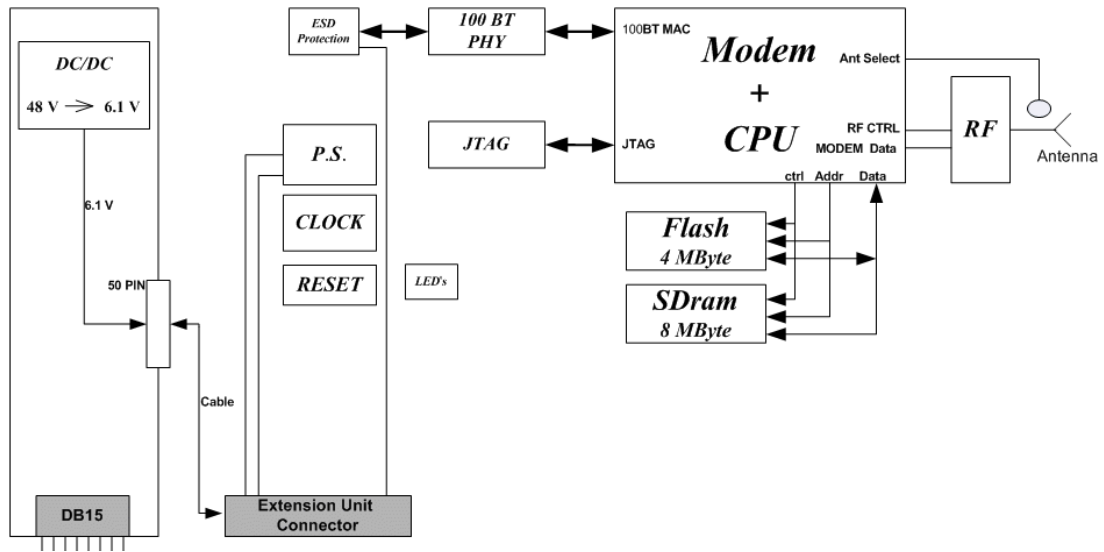 DC/DC
48 V 6.1 V
6.1 V
50 PIN
Cable
DB15
ESD
Protection
100 BT
PHY
JTAG
P.S.
CLOCK
RESET
LED's
Extension Unit
Connector
100BT MAC
Modem
+
CPU
JTAG
Ant Select
RF CTRL
MODEM Data
ctrl Addr Data
RF
Antenna
Flash
4 MByte
SDram
8 MByte